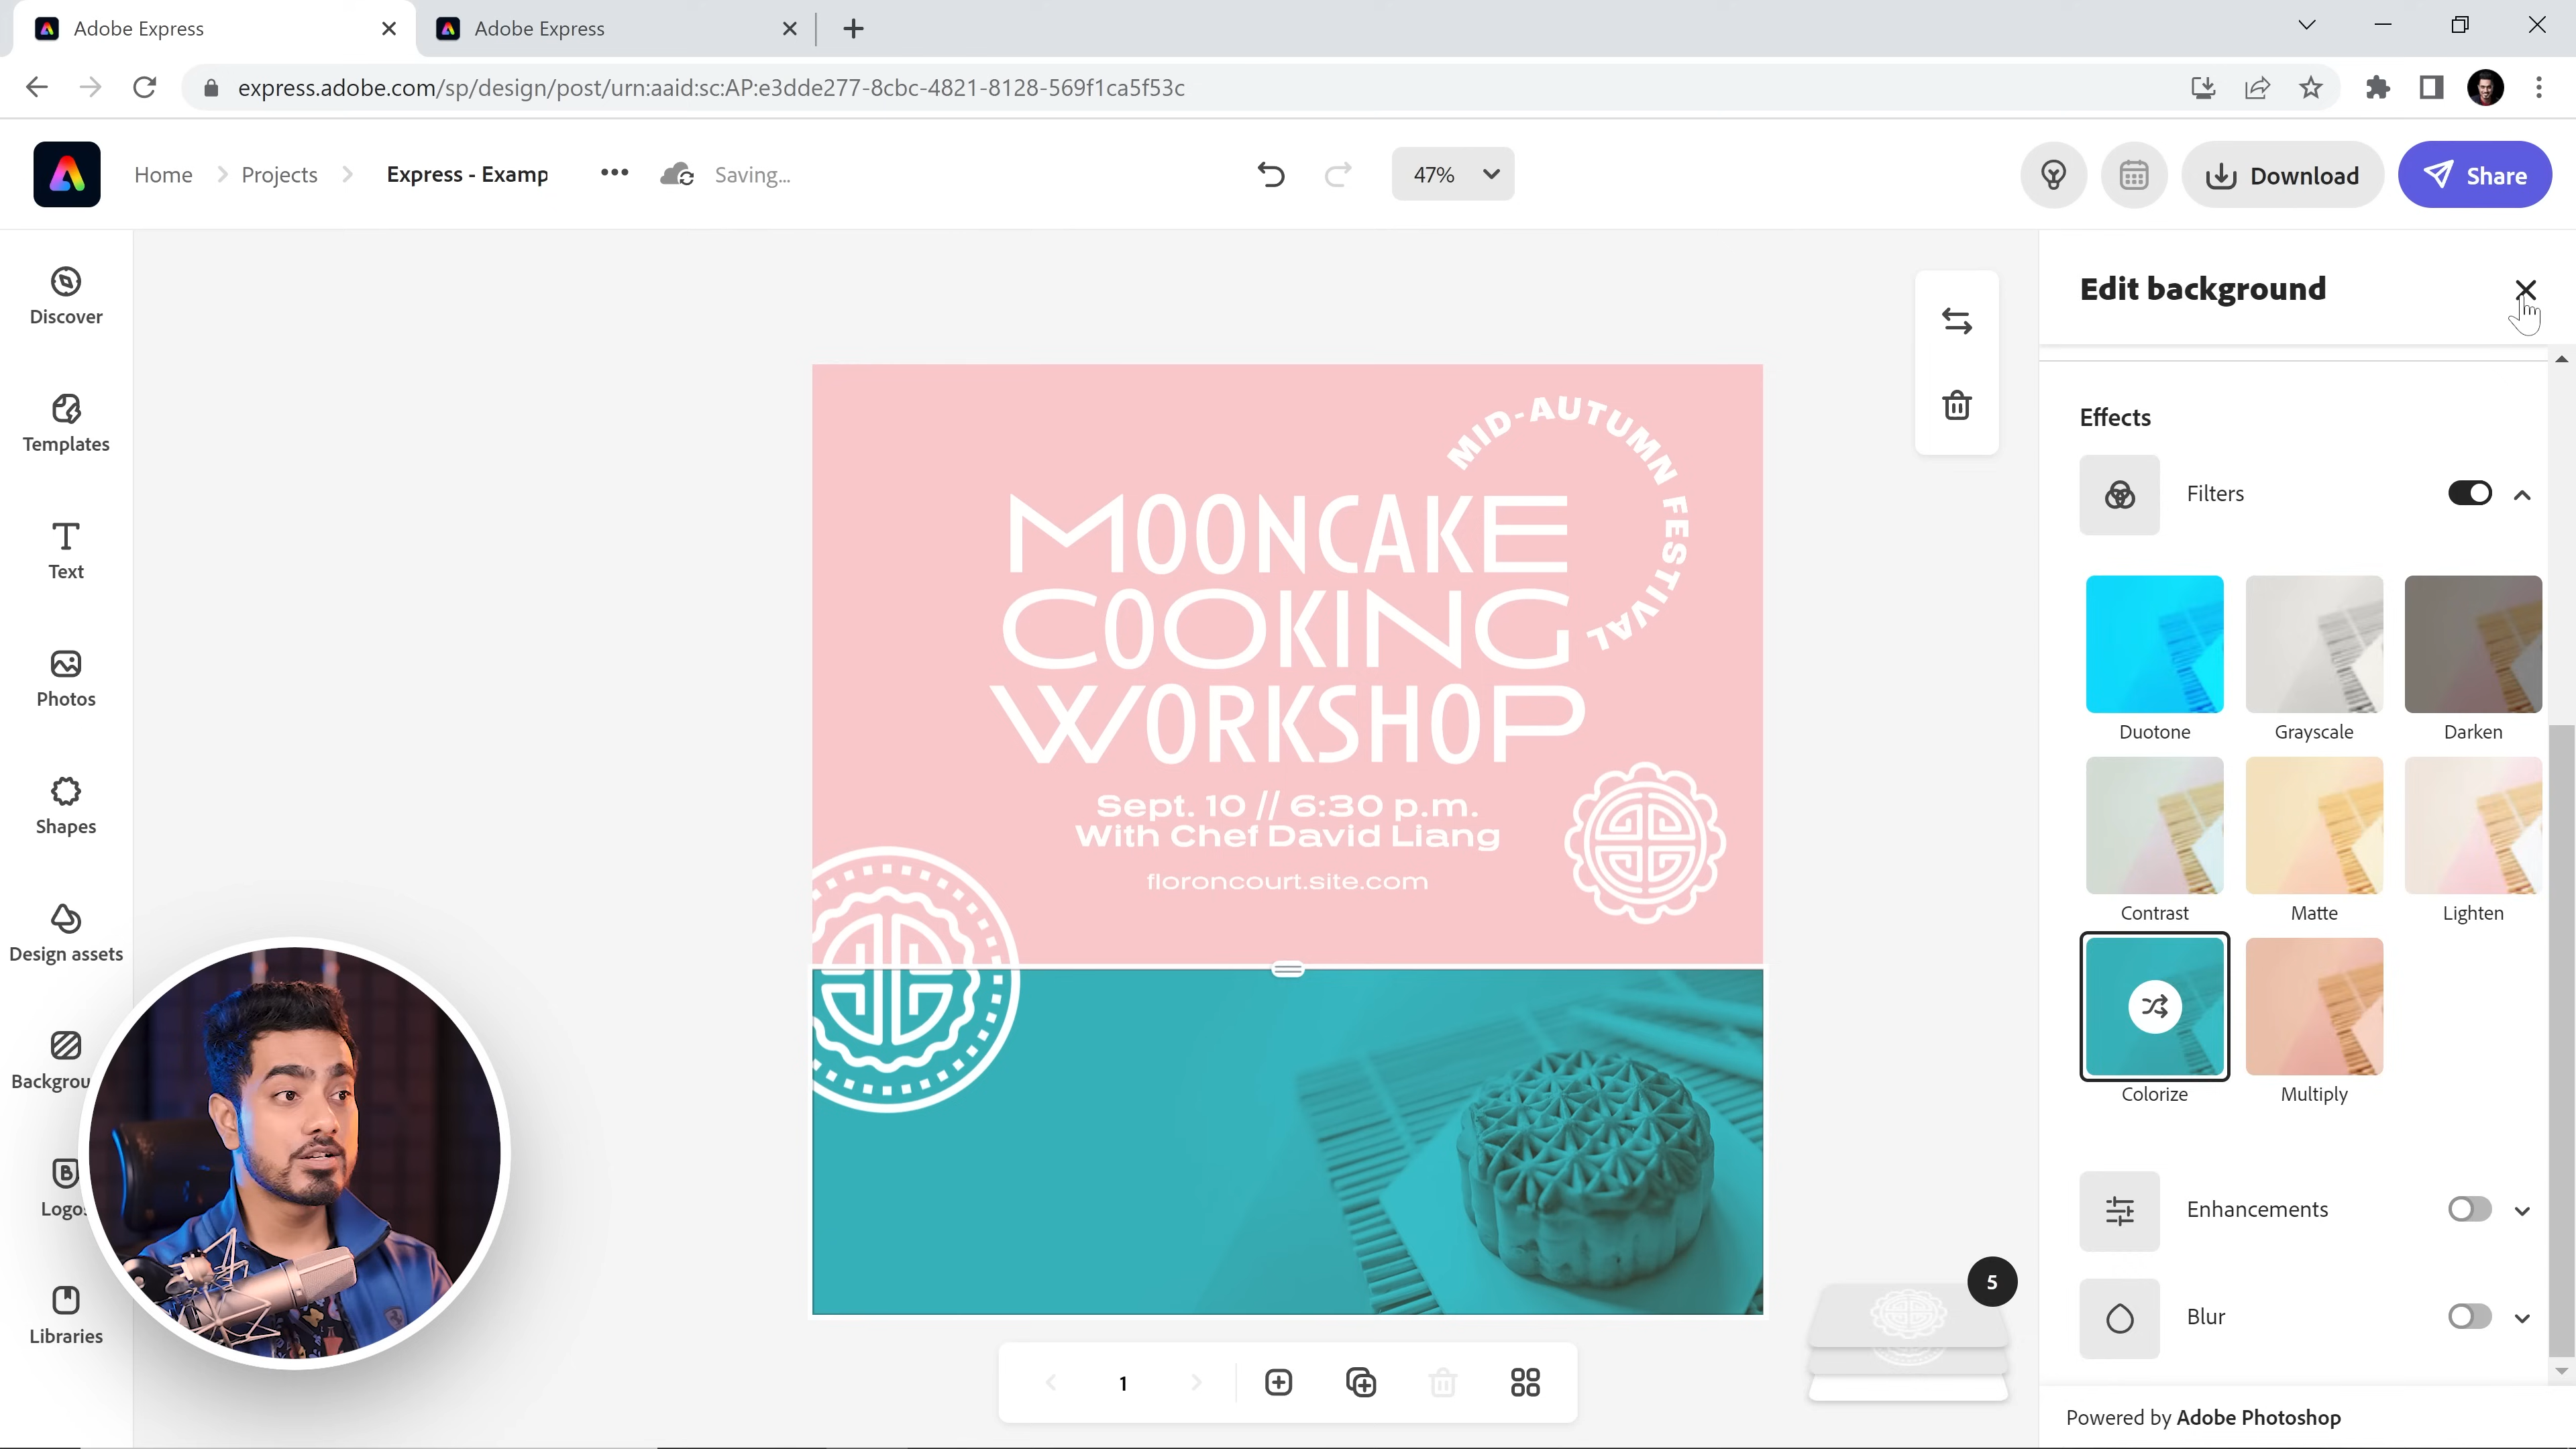 Adobe Express
Adobe Express
express.adobe.com/sp/design/post/urn:aaid:sc:AP:e3dde277-8cbc-4821-8128-569f1ca5f53c
Home
Projects
Express - Examp
Saving...
47%
Download
Share
Discover
Templates
Text
Photos
Shapes
Design assets
Backgrou
Logos
Libraries
MID-AUTUMN FESTIVAL
MOONCAKE
COOKING
WORKSHOP
Sept. 10 // 6:30 p.m.
With Chef David Liang
floroncourt.site.com
1
5
Edit background
Effects
Filters
Duotone
Grayscale
Darken
Contrast
Matte
Lighten
Colorize
Multiply
Enhancements
Blur
Powered by Adobe Photoshop